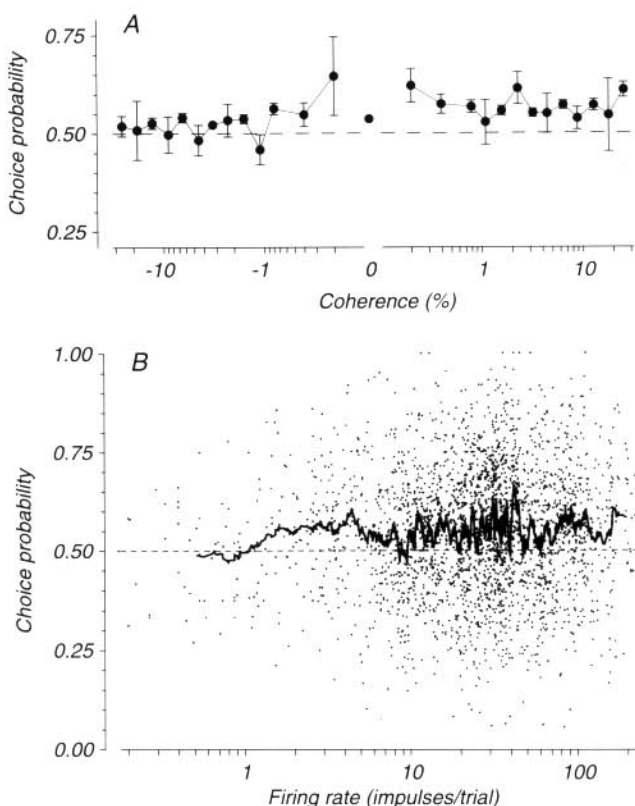 A
Choice probability
0.75
0.50
0.25
-10 -1 0 1 10
Coherence (%)
B
Choice probability
1.00
0.75
0.50
0.25
0.00
1 10 100
Firing rate (impulses/trial)